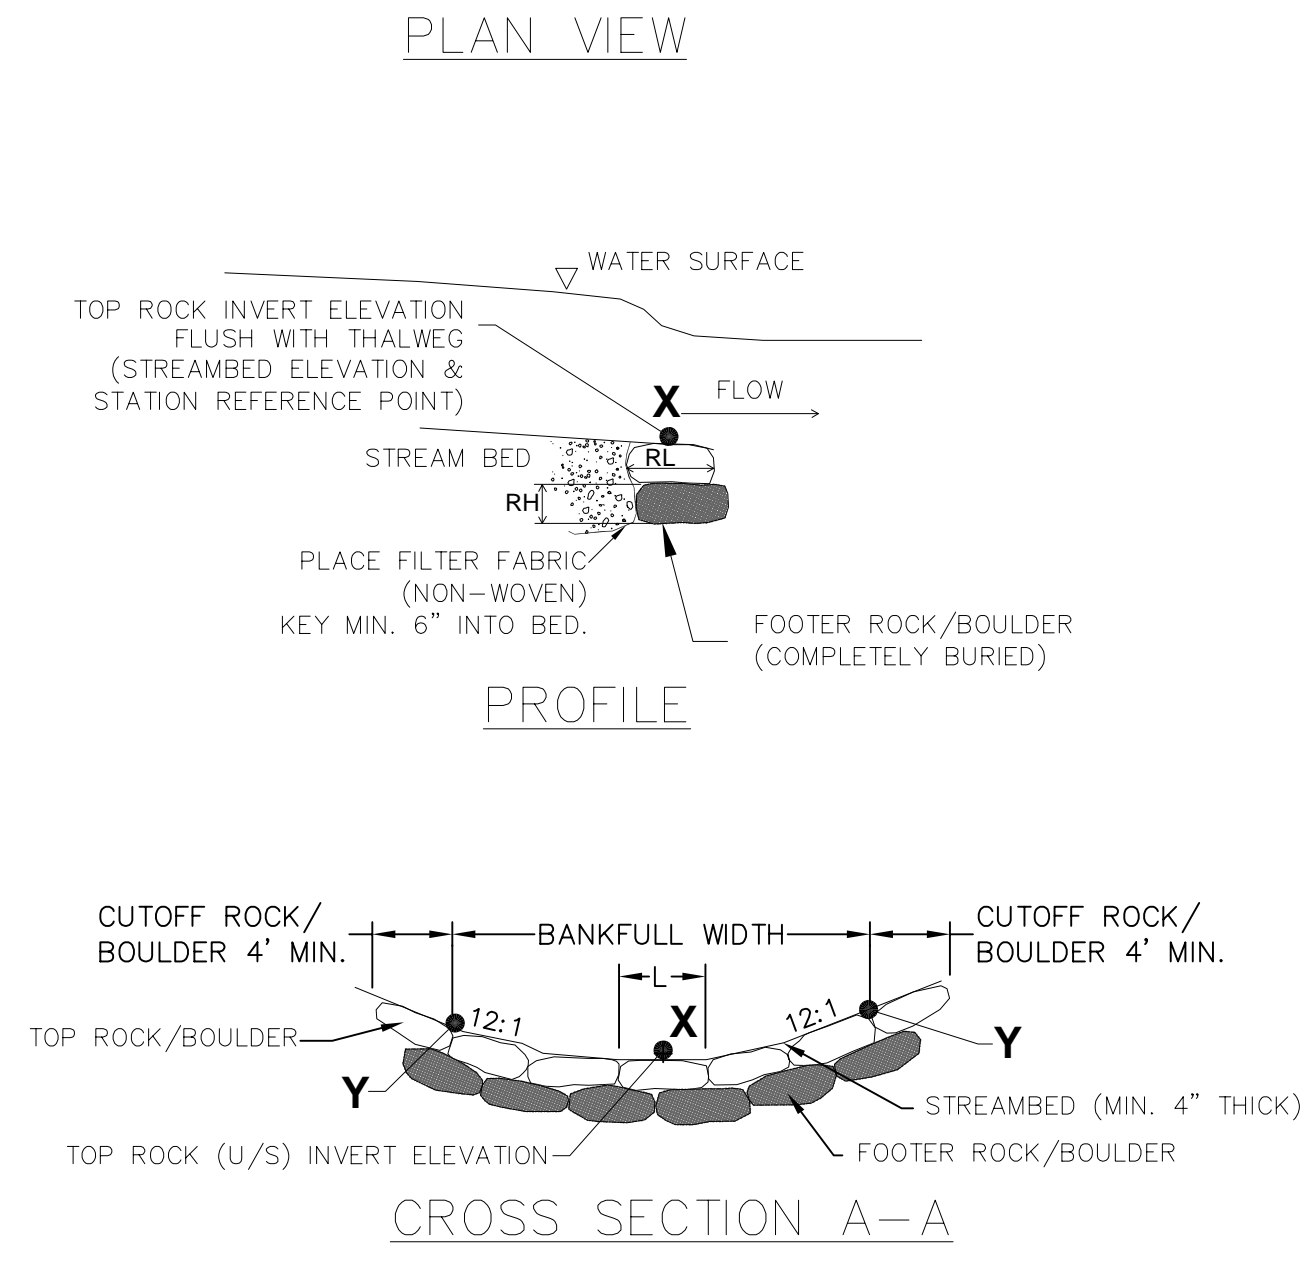 PLAN VIEW
WATER SURFACE
TOP ROCK INVERT ELEVATION
FLUSH WITH THALWEG
(STREAMBED ELEVATION &
STATION REFERENCE POINT)
X
FLOW
STREAM BED
RL
RH
PLACE FILTER FABRIC
(NON-WOVEN)
KEY MIN. 6” INTO BED.
FOOTER ROCK/BOULDER
(COMPLETELY BURIED)
PROFILE
CUTOFF ROCK/
BOULDER 4' MIN.
BANKFULL WIDTH
CUTOFF ROCK/
BOULDER 4' MIN.
L
X
12:1
12:1
TOP ROCK/BOULDER
Y
Y
STREAMBED (MIN. 4” THICK)
TOP ROCK (U/S) INVERT ELEVATION
FOOTER ROCK/BOULDER
CROSS SECTION A-A